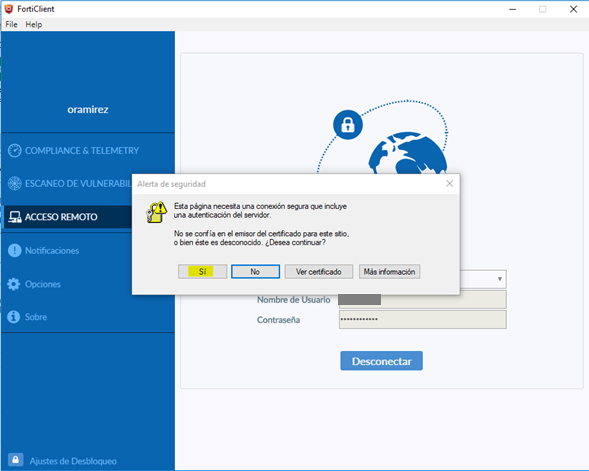 FortiClient
File Help
oramirez
COMPLIANCE & TELEMETRY
ESCANEO DE VULNERABIL
ACCESO REMOTO
Notificaciones
Opciones
Sobre
Ajustes de Desbloqueo
Alerta de seguridad
Esta página necesita una conexión segura que incluye
una autenticación del servidor.
No se confía en el emisor del certificado para este sitio,
o bien éste es desconocido. ¿Desea continuar?
Sí No Ver certificado Más información
Nombre de Usuario
Contraseña ************
Desconectar